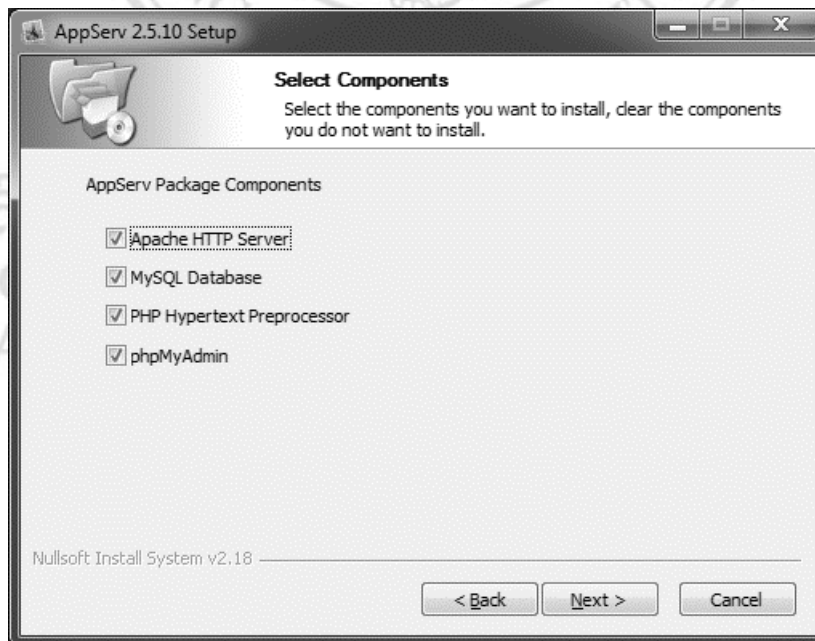 AppServ 2.5.10 Setup
Select Components
Select the components you want to install, clear the components
you do not want to install.
AppServ Package Components
Apache HTTP Server
MySQL Database
PHP Hypertext Preprocessor
phpMyAdmin
Nullsoft Install System v2.18
< Back Next > Cancel